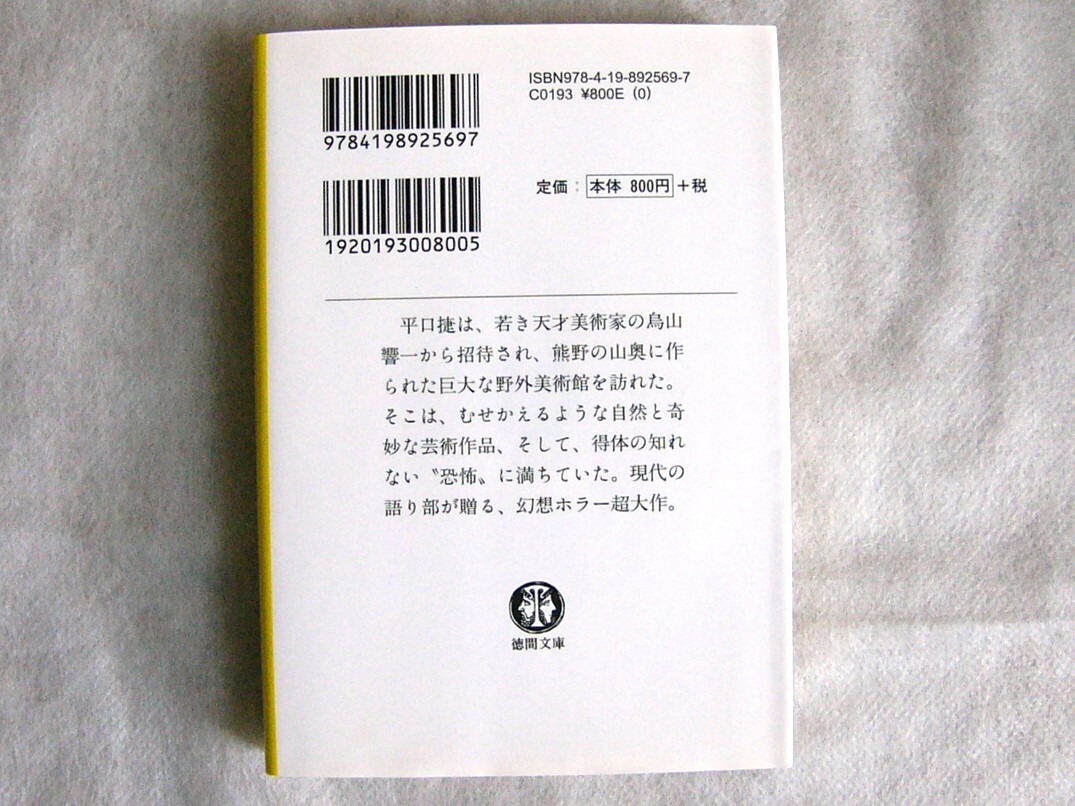 ISBN978-4-19-892569-7
C0193 ¥800E (0)
9784198925697
定価：本体 800円＋税
1920193008005
平口捷は、若き天才美術家の烏山
響一から招待され、熊野の山奥に作
られた巨大な野外美術館を訪れた。
そこは、むせかえるような自然と奇
妙な芸術作品、そして、得体の知れ
ない〝恐怖〟に満ちていた。現代の
語り部が贈る、幻想ホラー超大作。
徳間文庫